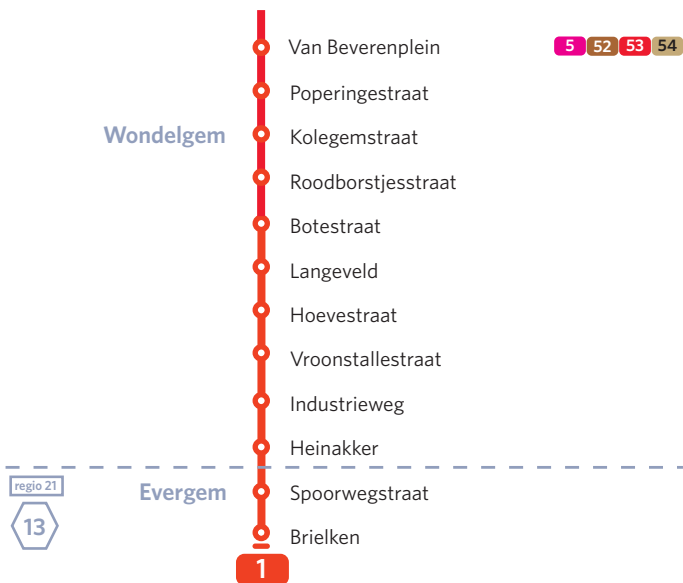 Van Beverenplein 5 52 53 54
Poperingestraat
Wondelgem Kolegemstraat
Roodborstjesstraat
Botestraat
Langeveld
Hoevestraat
Vroonstallestraat
Industrieweg
Heinakker
regio 21
Evergem Spoorwegstraat
13
Brielken
1